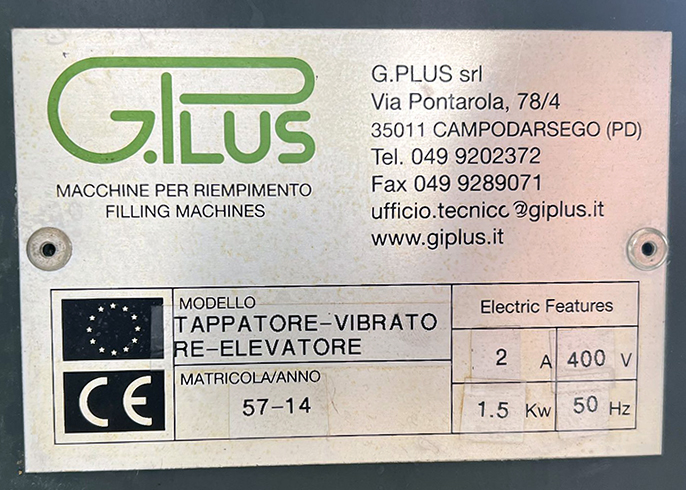 G.PLUS
MACCHINE PER RIEMPIMENTO
FILLING MACHINES
G.PLUS srl
Via Pontarola, 78/4
35011 CAMPODARSEGO (PD)
Tel. 049 9202372
Fax 049 9289071
ufficio.tecnico@giplus.it
www.giplus.it
MODELLO
TAPPATORE-VIBRATO
RE-ELEVATORE
MATRICOLA/ANNO
57-14
Electric Features
2 A 400 V
1.5 Kw 50 Hz
CE